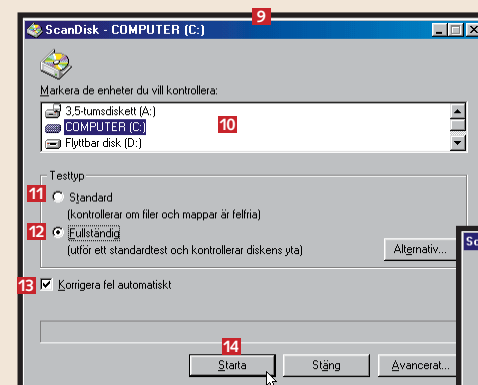 9
ScanDisk - COMPUTER (C:)
Markera de enheter du vill kontrollera:
3,5-tumsdiskett (A:)
COMPUTER (C:) 10
Flyttbar disk (D:)
Testtyp
11 Standard
(kontrollerar om filer och mappar är felfria)
12 Fullständig
(utför ett standardtest och kontrollerar diskens yta)
Alternativ...
Sc
13 Korrigera fel automatiskt
14
Starta Stäng Avancerat...